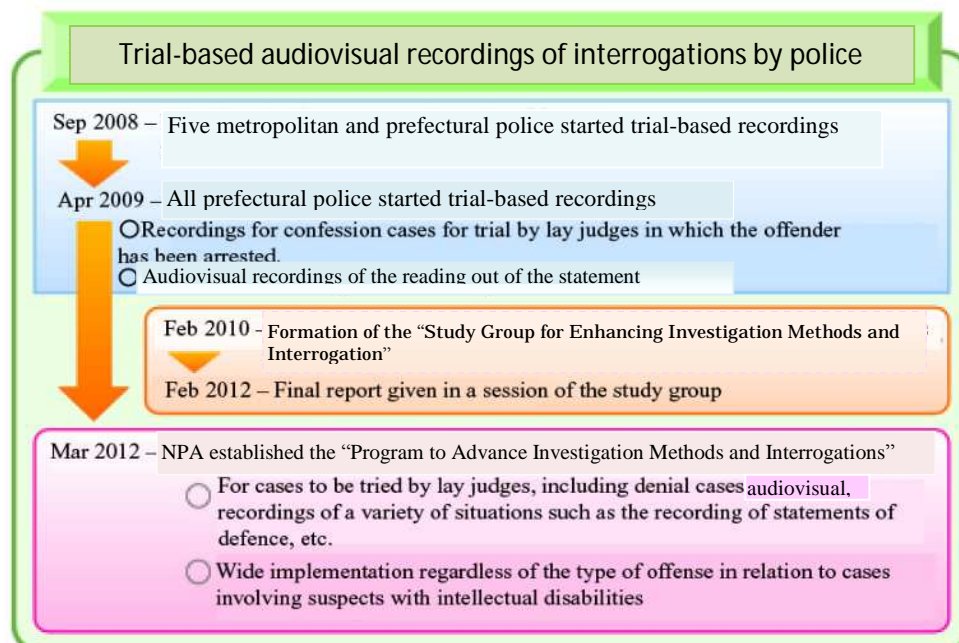 Trial-based audiovisual recordings of interrogations by police
Sep 2008 – Five metropolitan and prefectural police started trial-based recordings
Apr 2009 – All prefectural police started trial-based recordings
○Recordings for confession cases for trial by lay judges in which the offender
has been arrested.
○ Audiovisual recordings of the reading out of the statement
Feb 2010 - Formation of the “Study Group for Enhancing Investigation Methods and
Interrogation”
Feb 2012 – Final report given in a session of the study group
Mar 2012 – NPA established the “Program to Advance Investigation Methods and Interrogations”
○ For cases to be tried by lay judges, including denial cases audiovisual,
recordings of a variety of situations such as the recording of statements of
defence, etc.
○ Wide implementation regardless of the type of offense in relation to cases
involving suspects with intellectual disabilities